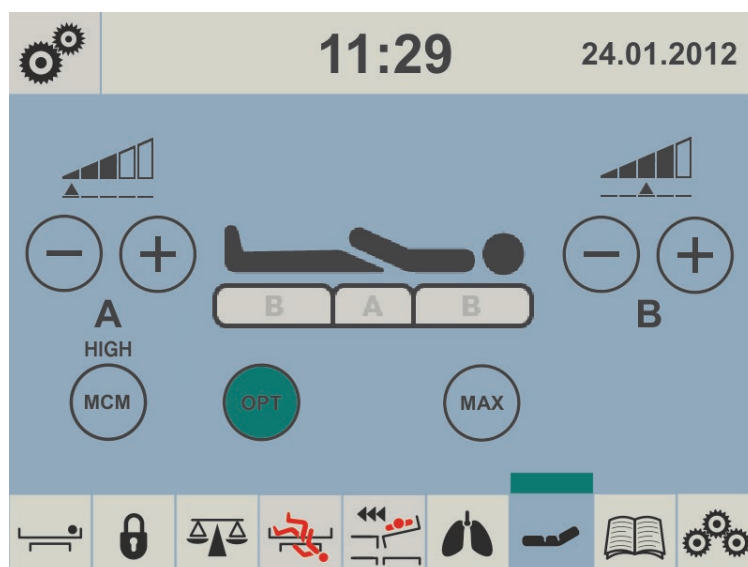 11:29 24.01.2012
− + − +
B A B
A B
HIGH
MCM OPT MAX